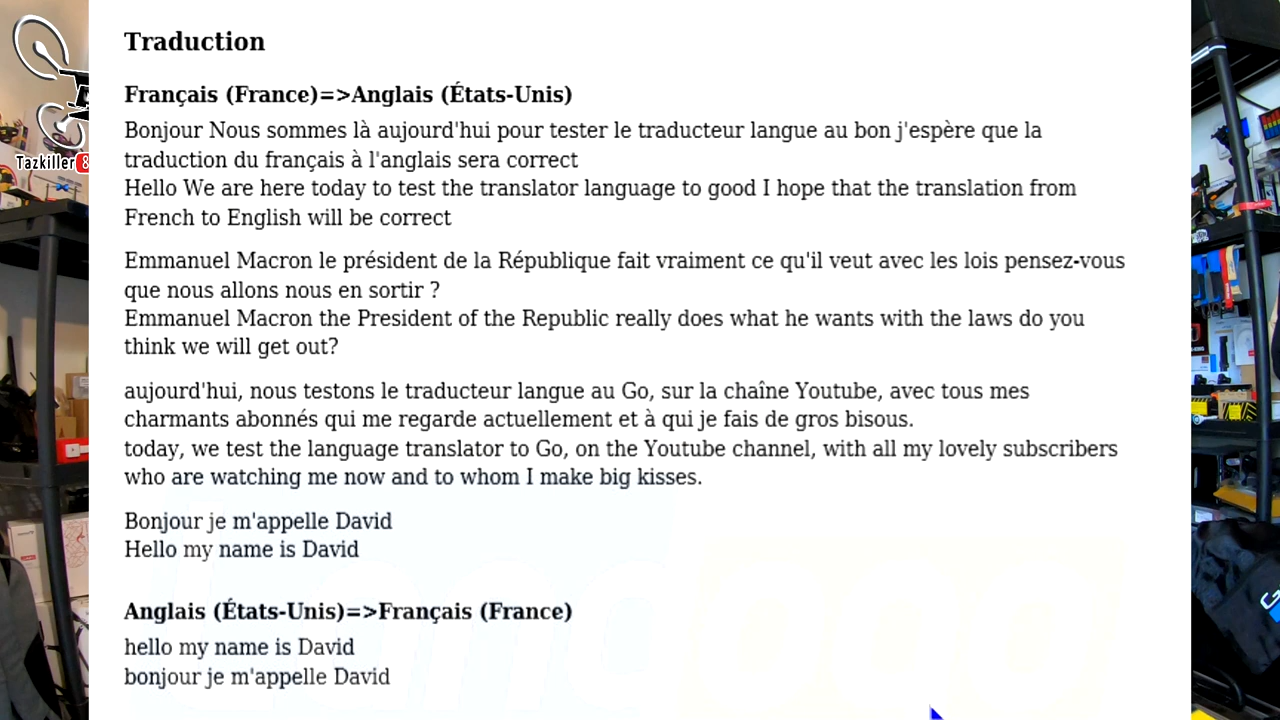 Traduction
Français (France)=>Anglais (États-Unis)
Bonjour Nous sommes là aujourd'hui pour tester le traducteur langue au bon j'espère que la
traduction du français à l'anglais sera correct
Hello We are here today to test the translator language to good I hope that the translation from
French to English will be correct
Emmanuel Macron le président de la République fait vraiment ce qu'il veut avec les lois pensez-vous
que nous allons nous en sortir ?
Emmanuel Macron the President of the Republic really does what he wants with the laws do you
think we will get out?
aujourd'hui, nous testons le traducteur langue au Go, sur la chaîne Youtube, avec tous mes
charmants abonnés qui me regarde actuellement et à qui je fais de gros bisous.
today, we test the language translator to Go, on the Youtube channel, with all my lovely subscribers
who are watching me now and to whom I make big kisses.
Bonjour je m'appelle David
Hello my name is David
Anglais (États-Unis)=>Français (France)
hello my name is David
bonjour je m'appelle David
Tazkiller 8